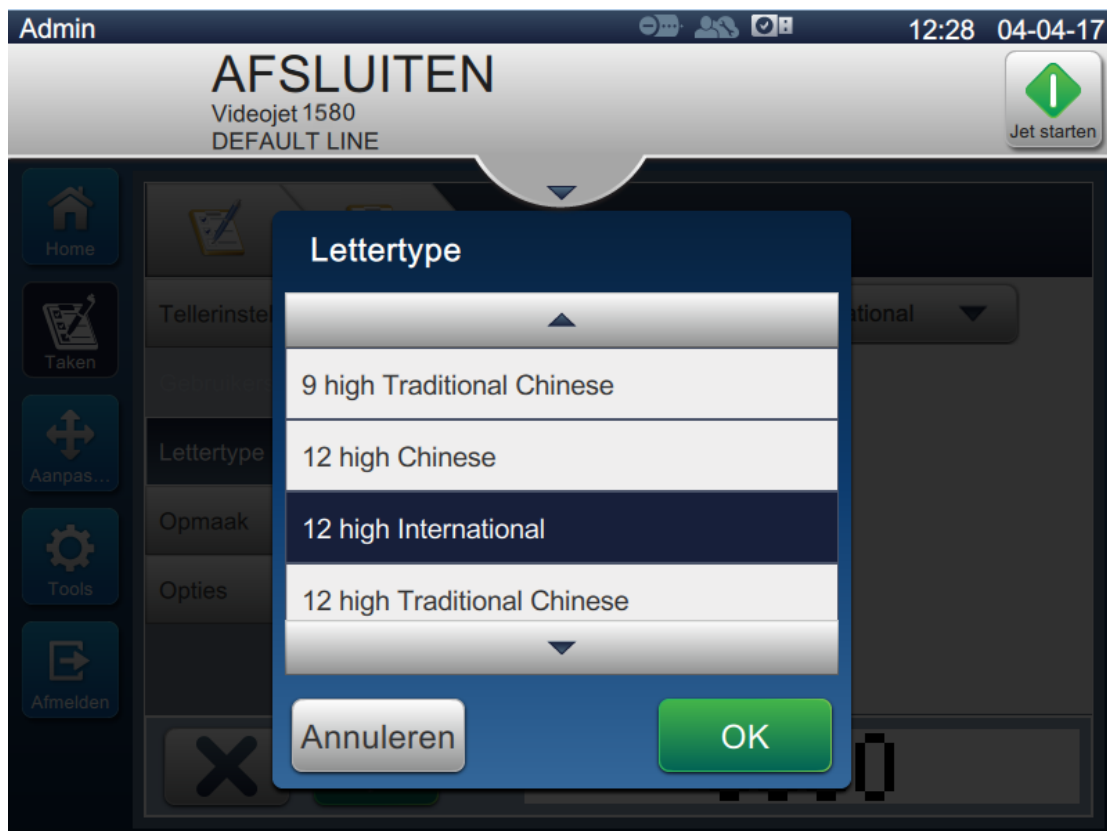 Admin
12:28 04-04-17
AFSLUITEN
Videojet 1580
DEFAULT LINE
Jet starten
Home
Taken
Aanpas...
Tools
Afmelden
Tellerinstel
Lettertype
Opmaak
Opties
Lettertype
9 high Traditional Chinese
12 high Chinese
12 high International
12 high Traditional Chinese
Annuleren
OK